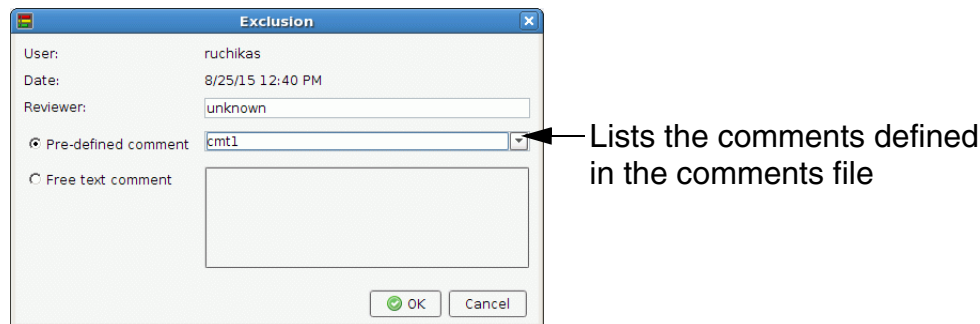 Exclusion
User: ruchikas
Date: 8/25/15 12:40 PM
Reviewer: unknown
Pre-defined comment cmt1
Free text comment
OK Cancel
Lists the comments defined
in the comments file